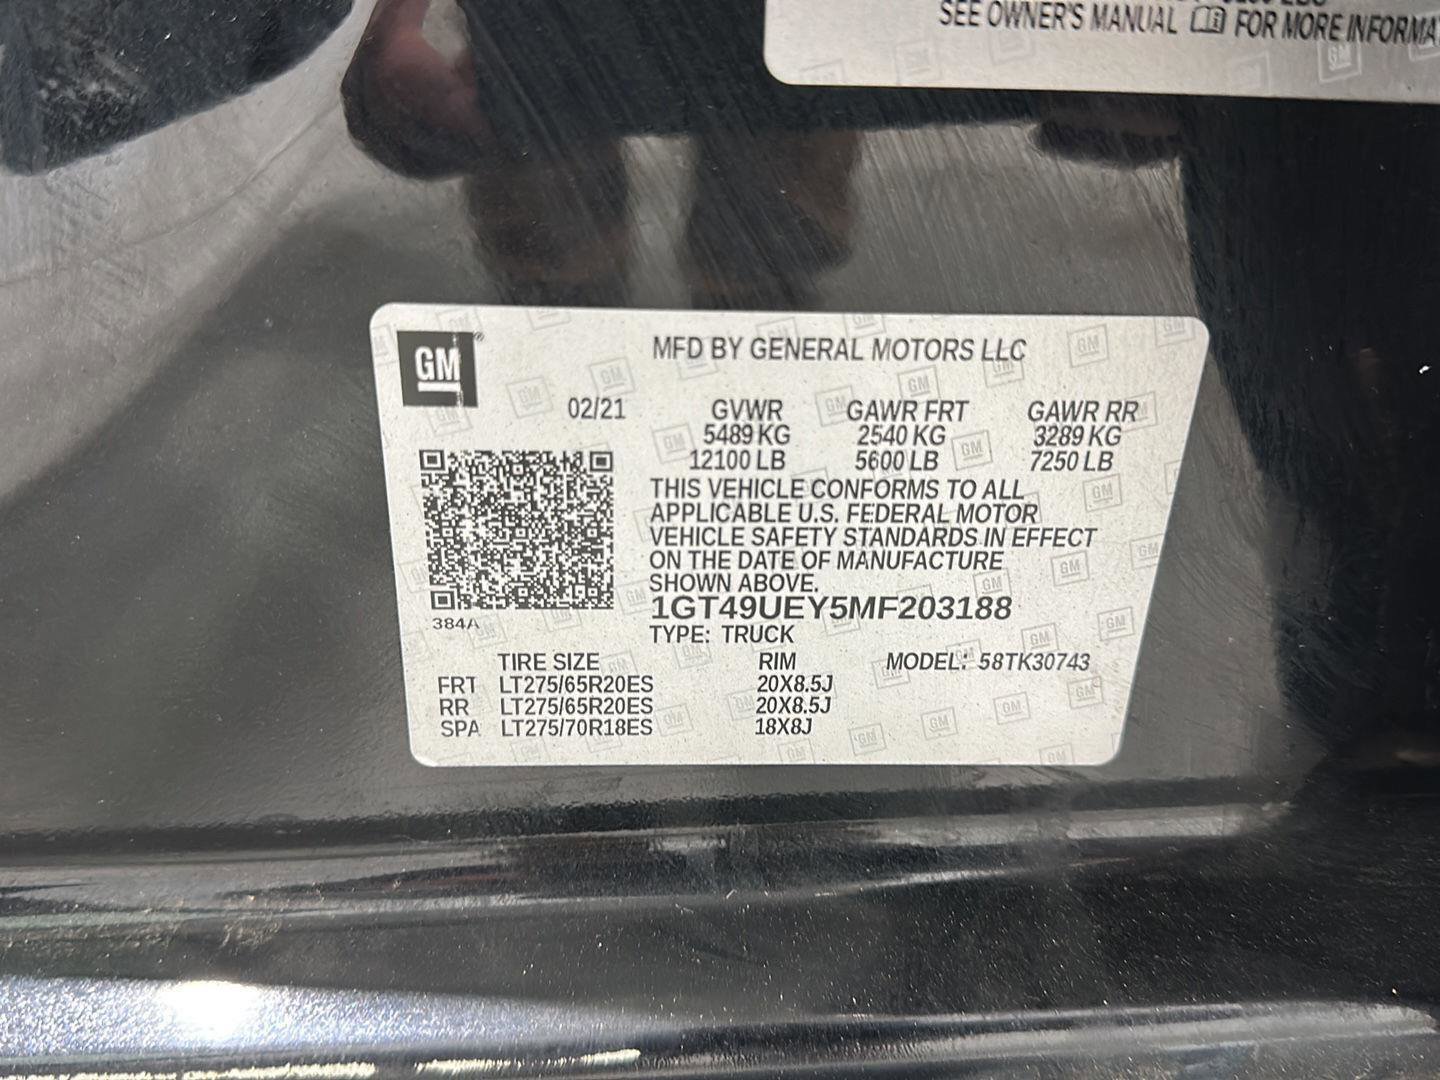 SEE OWNER'S MANUAL FOR MORE
GM
MFD BY GENERAL MOTORS LLC
02/21 GVWR GAWR FRT GAWR RR
5489 KG 2540 KG 3289 KG
12100 LB 5600 LB 7250 LB
THIS VEHICLE CONFORMS TO ALL
APPLICABLE U.S. FEDERAL MOTOR
VEHICLE SAFETY STANDARDS IN EFFECT
ON THE DATE OF MANUFACTURE
SHOWN ABOVE.
1GT49UEY5MF203188
384A
TYPE: TRUCK
TIRE SIZE RIM MODEL: 58TK30743
FRT LT275/65R20ES 20X8.5J
RR LT275/65R20ES 20X8.5J
SPA LT275/70R18ES 18X8J